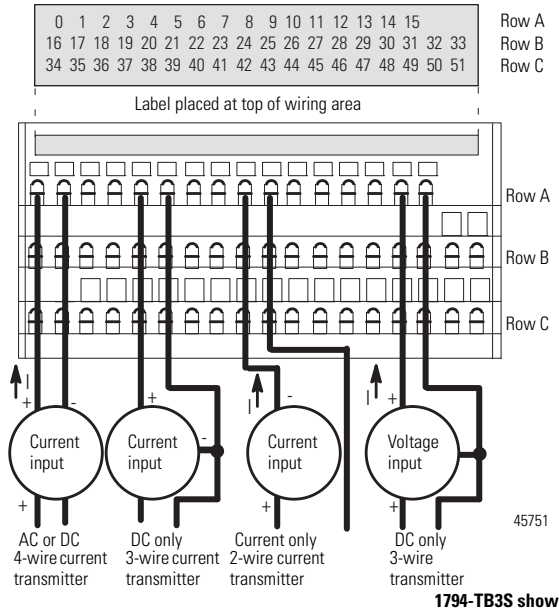 0 1 2 3 4 5 6 7 8 9 10 11 12 13 14 15 Row A
16 17 18 19 20 21 22 23 24 25 26 27 28 29 30 31 32 33 Row B
34 35 36 37 38 39 40 41 42 43 44 45 46 47 48 49 50 51 Row C
Label placed at top of wiring area
Row A
Row B
Row C
I + - + - I - I +
Current input
Current input
Current input
Voltage input
+ + +
45751
AC or DC
4-wire current
transmitter
DC only
3-wire current
transmitter
Current only
2-wire current
transmitter
DC only
3-wire
transmitter
1794-TB3S show